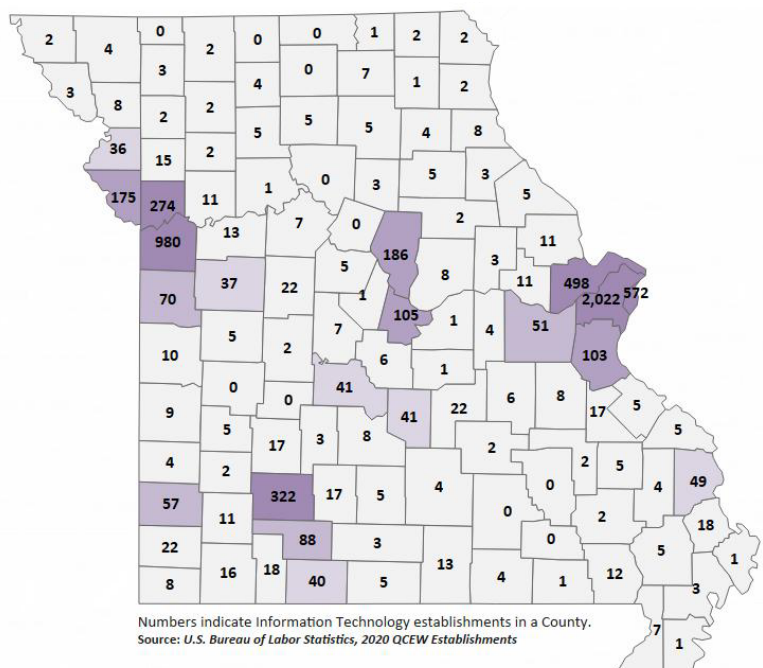 2 4 0 2 0 0 1 2 2
3 8 3 2 4 0 7 1 2
36 2 2 5 5 5 4 8
15 2 0 3 5 3
175 274 11 1 5
980 13 7 0 186 2 11
70 37 22 5 1 8 3 11 498 2,022 572
105 1 4 51 103
10 5 2 7 6 1
9 0 0 41 41 22 6 8 17 5 5
5 17 3 8 2
4 2 2 5 4 49
57 322 17 5 4 0 0
11 88 3 0 2 18
22 16 18 40 5 13 4 1 12 5 1
8 3
Numbers indicate Information Technology establishments in a County.
Source: U.S. Bureau of Labor Statistics, 2020 QCEW Establishments
7 1